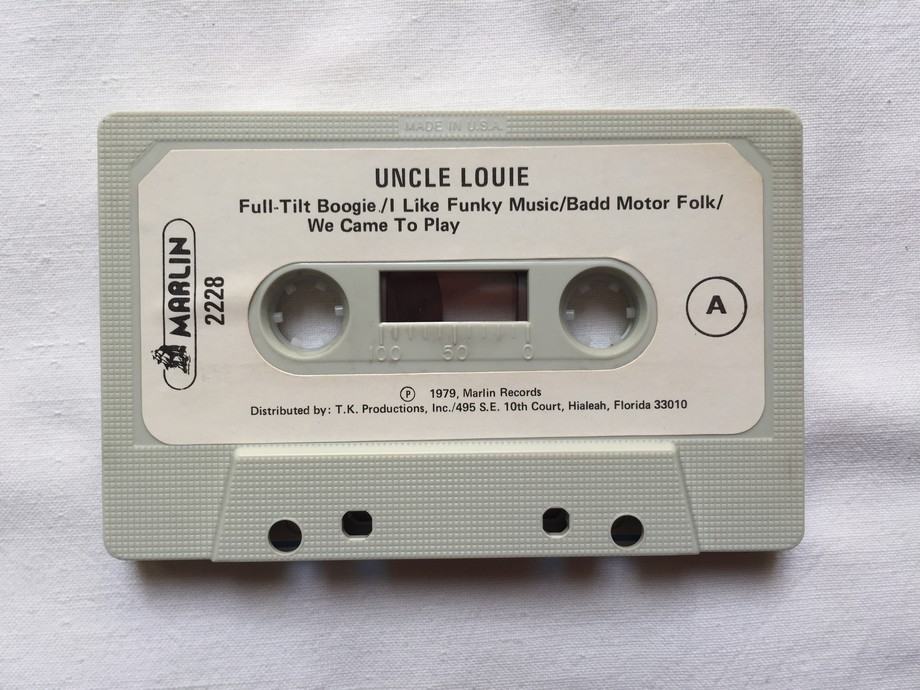 MADE IN U.S.A.
UNCLE LOUIE
Full-Tilt Boogie/I Like Funky Music/Badd Motor Folk/
We Came To Play
MARLIN
2228
A
100 50 0
Ⓟ 1979, Marlin Records
Distributed by: T.K. Productions, Inc./495 S.E. 10th Court, Hialeah, Florida 33010